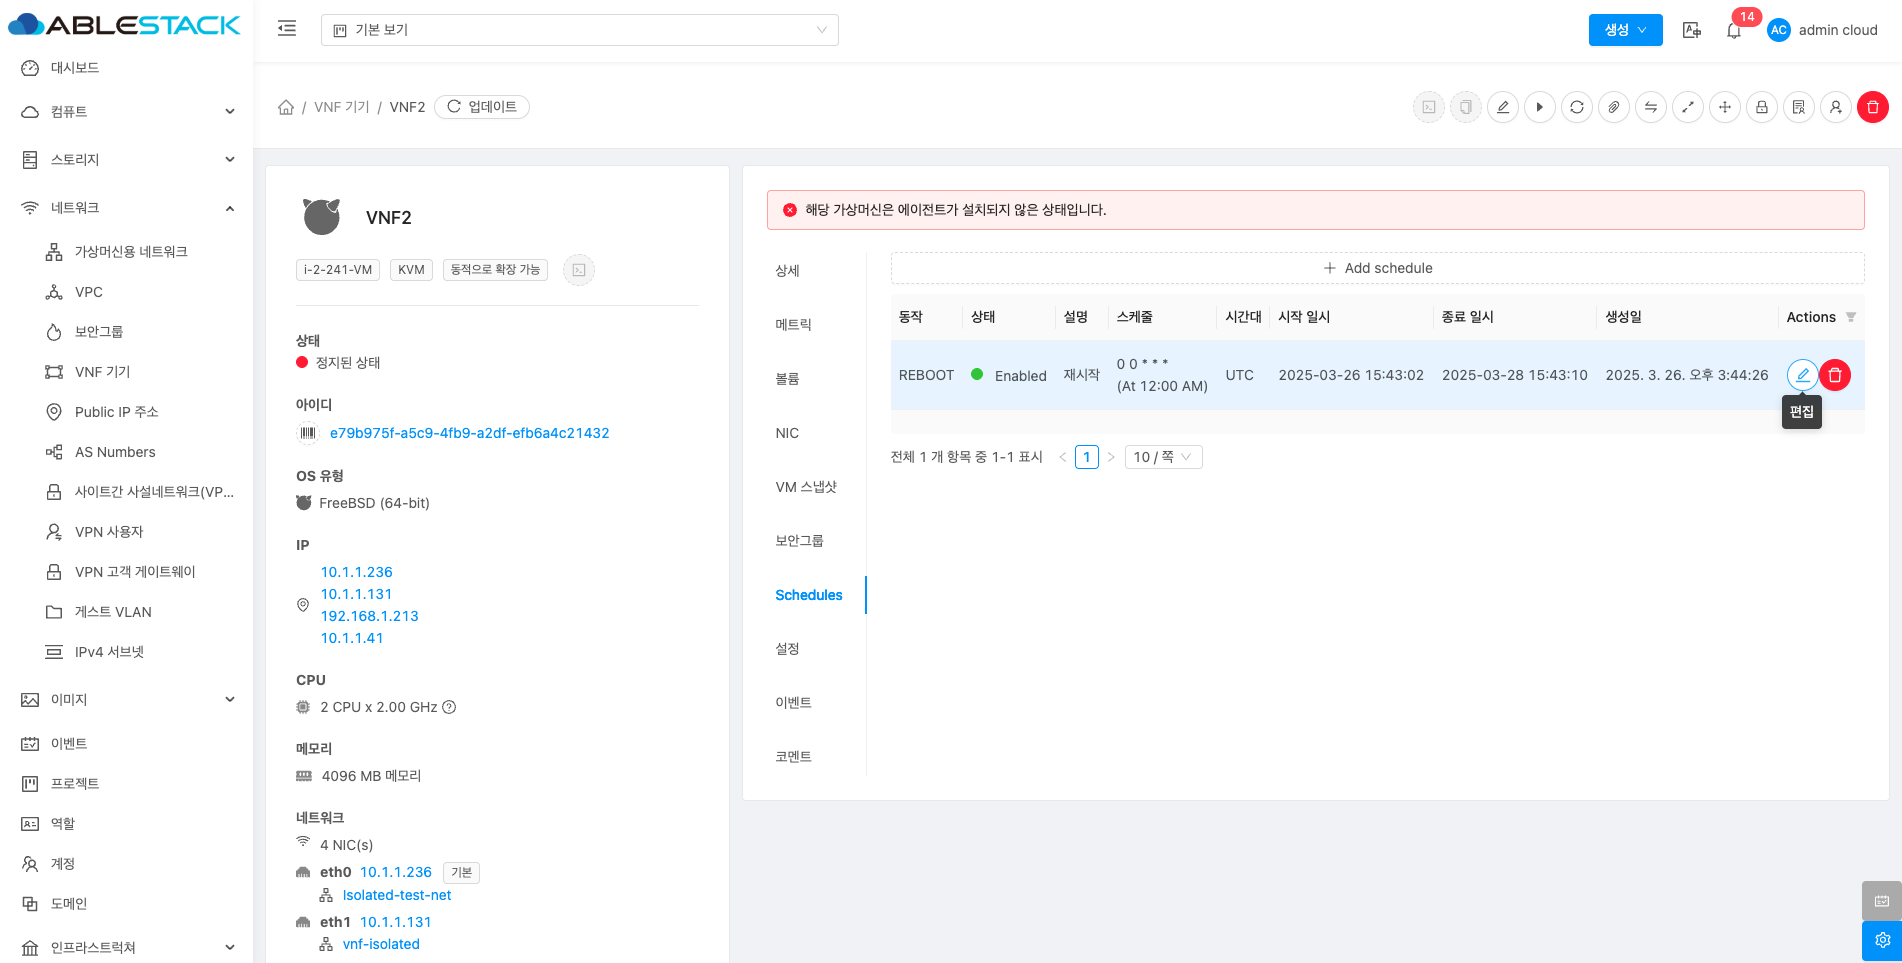 ABLESTACK
기본 보기
생성
14
AC
admin cloud
대시보드
컴퓨트
스토리지
네트워크
가상머신용 네트워크
VPC
보안그룹
VNF 기기
Public IP 주소
AS Numbers
사이트간 사설네트워크(VP...
VPN 사용자
VPN 고객 게이트웨이
게스트 VLAN
IPv4 서브넷
이미지
이벤트
프로젝트
역할
계정
도메인
인프라스트럭쳐
/ VNF 기기 / VNF2
업데이트
VNF2
i-2-241-VM
KVM
동적으로 확장 가능
상태
정지된 상태
아이디
e79b975f-a5c9-4fb9-a2df-efb6a4c21432
OS 유형
FreeBSD (64-bit)
IP
10.1.1.236
10.1.1.131
192.168.1.213
10.1.1.41
CPU
2 CPU x 2.00 GHz
메모리
4096 MB 메모리
네트워크
4 NIC(s)
eth0 10.1.1.236 기본
Isolated-test-net
eth1 10.1.1.131
vnf-isolated
해당 가상머신은 에이전트가 설치되지 않은 상태입니다.
상세
메트릭
볼륨
NIC
VM 스냅샷
보안그룹
Schedules
설정
이벤트
코멘트
+ Add schedule
동작 상태 설명 스케줄 시간대 시작 일시 종료 일시 생성일 Actions
REBOOT Enabled 재시작 0 0 * * * (At 12:00 AM) UTC 2025-03-26 15:43:02 2025-03-28 15:43:10 2025. 3. 26. 오후 3:44:26
편집
전체 1 개 항목 중 1-1 표시 < 1 > 10 / 쪽